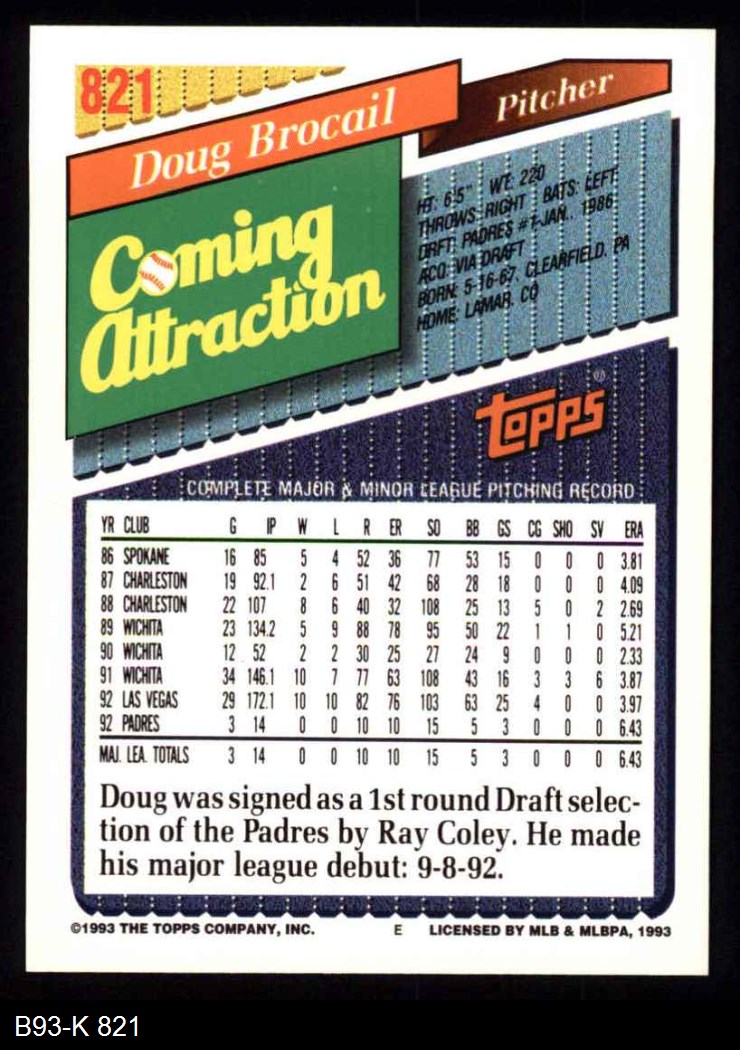 821
Doug Brocail
Pitcher
Coming
Attraction
HT: 6'5" WT: 220
THROWS: RIGHT BATS: LEFT
DRFT: PADRES #1-JAN., 1986
ACQ: VIA DRAFT
BORN: 5-16-67, CLEARFIELD, PA
HOME: LAMAR, CO
topps®
COMPLETE MAJOR & MINOR LEAGUE PITCHING RECORD
YR CLUB G IP W L R ER SO BB GS CG SHO SV ERA
86 SPOKANE 16 85 5 4 52 36 77 53 15 0 0 0 3.81
87 CHARLESTON 19 92.1 2 6 51 42 68 28 18 0 0 0 4.09
88 CHARLESTON 22 107 8 6 40 32 108 25 13 5 0 2 2.69
89 WICHITA 23 134.2 5 9 88 78 95 50 22 1 1 0 5.21
90 WICHITA 12 52 2 2 30 25 27 24 9 0 0 0 2.33
91 WICHITA 34 146.1 10 7 77 63 108 43 16 3 3 6 3.87
92 LAS VEGAS 29 172.1 10 10 82 76 103 63 25 4 0 0 3.97
92 PADRES 3 14 0 0 10 10 15 5 3 0 0 0 6.43
MAJ. LEA. TOTALS 3 14 0 0 10 10 15 5 3 0 0 0 6.43
Doug was signed as a 1st round Draft selec-
tion of the Padres by Ray Coley. He made
his major league debut: 9-8-92.
©1993 THE TOPPS COMPANY, INC. E LICENSED BY MLB & MLBPA, 1993
B93-K 821